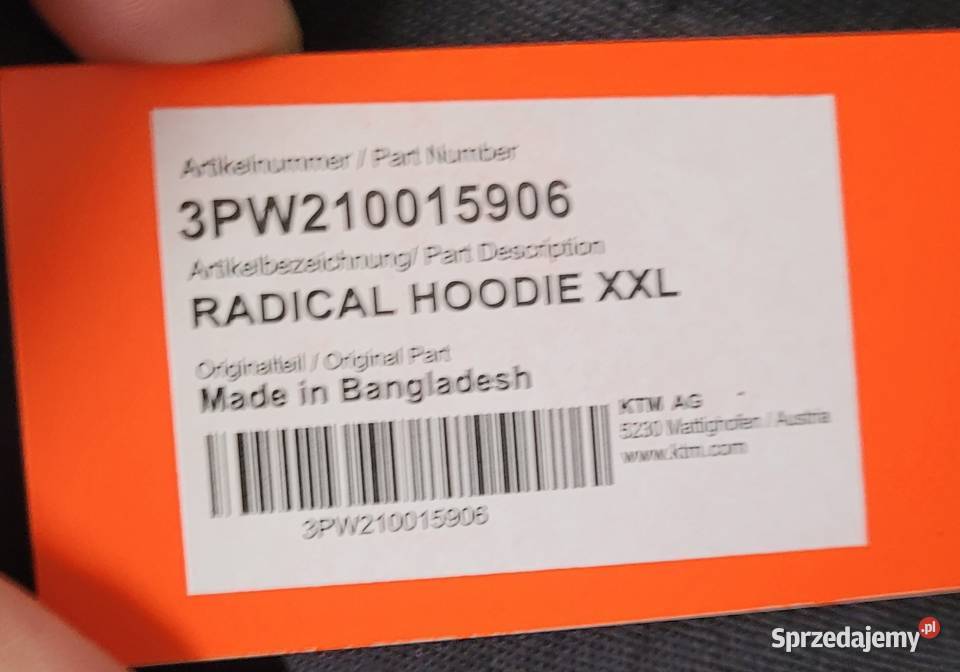 Artikelnummer / Part Number
3PW210015906
Artikelbezeichnung/ Part Description
RADICAL HOODIE XXL
Originalteil / Original Part
Made in Bangladesh
KTM AG
5230 Mattighofen / Austria
www.ktm.com
3PW210015906
Sprzedajemy.pl